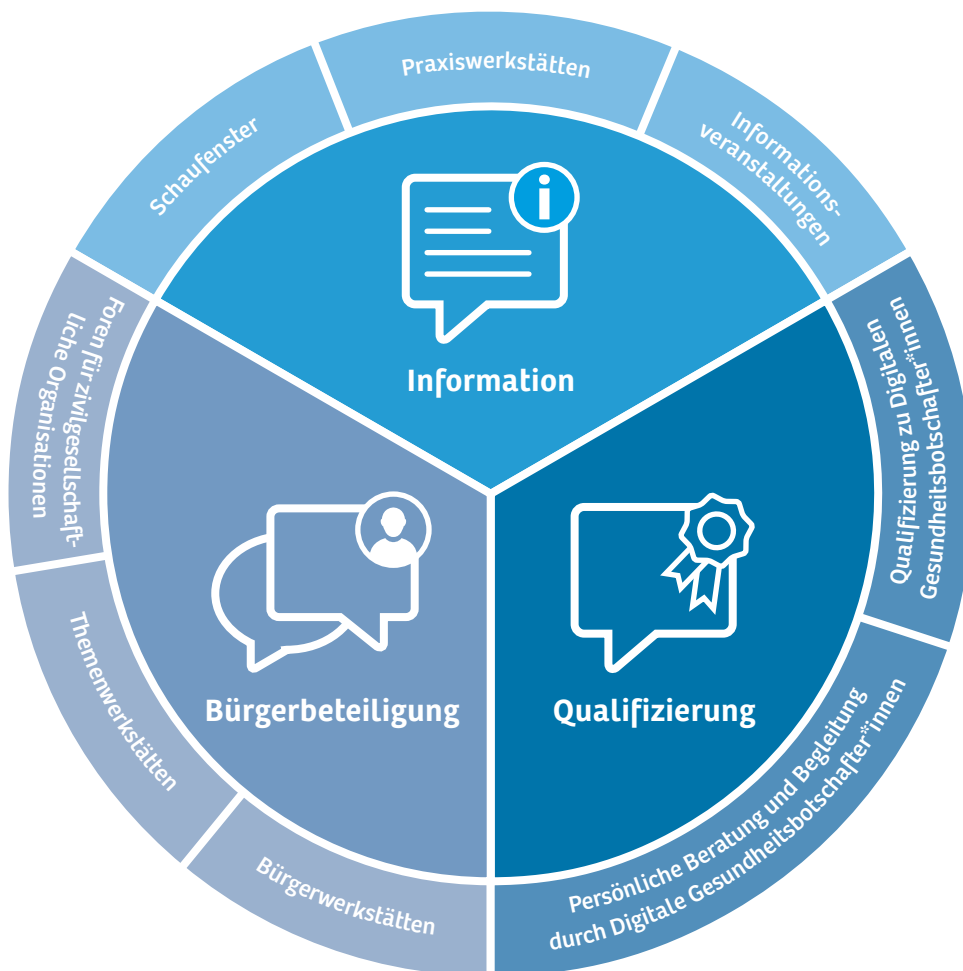 Schaufenster
Praxiswerkstätten
Informations-
veranstaltungen
Information
Qualifizierung zu Digitalen
Gesundheitsbotschafter*innen
Persönliche Beratung und Begleitung
durch Digitale Gesundheitsbotschafter*innen
Qualifizierung
Bürgerwerkstätten
Themenwerkstätten
Foren für zivilgesellschaft-
liche Organisationen
Bürgerbeteiligung